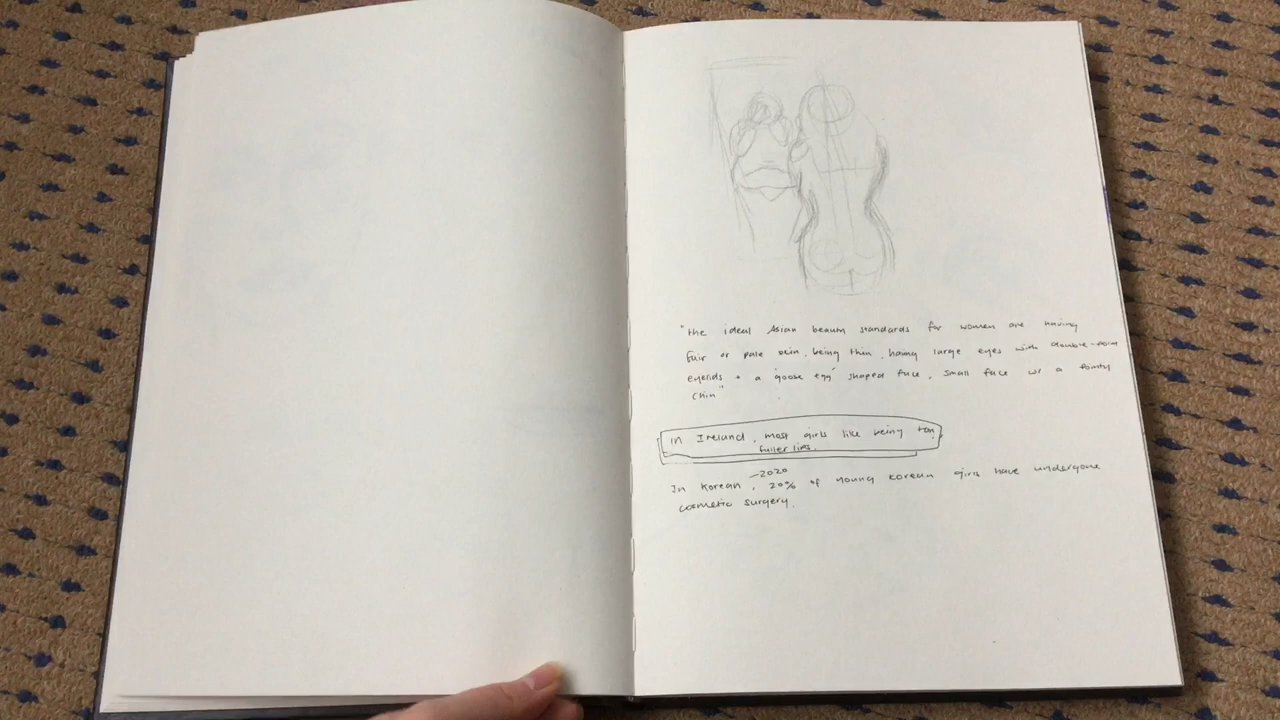 "the ideal Asian beauty standards for women are having
fair or pale skin, being thin, having large eyes with double-
eyelids + a 'goose egg' shaped face, small face w/ a pointy
chin"
In Ireland, most girls like being tan,
fuller lips.
-2020
In Korean, 20% of young korean girls have undergone
cosmetic surgery.